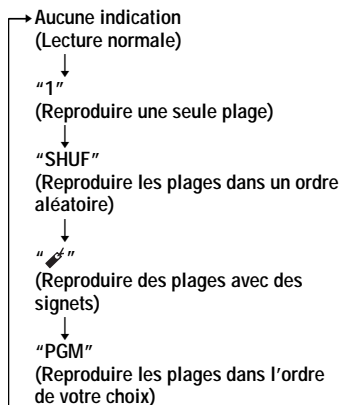 Aucune indication
(Lecture normale)
“1”
(Reproduire une seule plage)
“SHUF”
(Reproduire les plages dans un ordre
aléatoire)
“ ”
(Reproduire des plages avec des
signets)
“PGM”
(Reproduire les plages dans l’ordre
de votre choix)